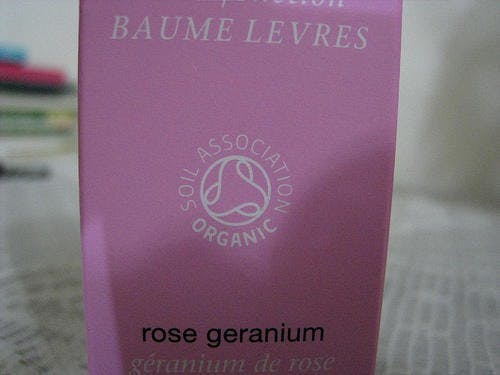 BAUME LEVRES
SOIL ASSOCIATION
ORGANIC
rose geranium
géranium de rose